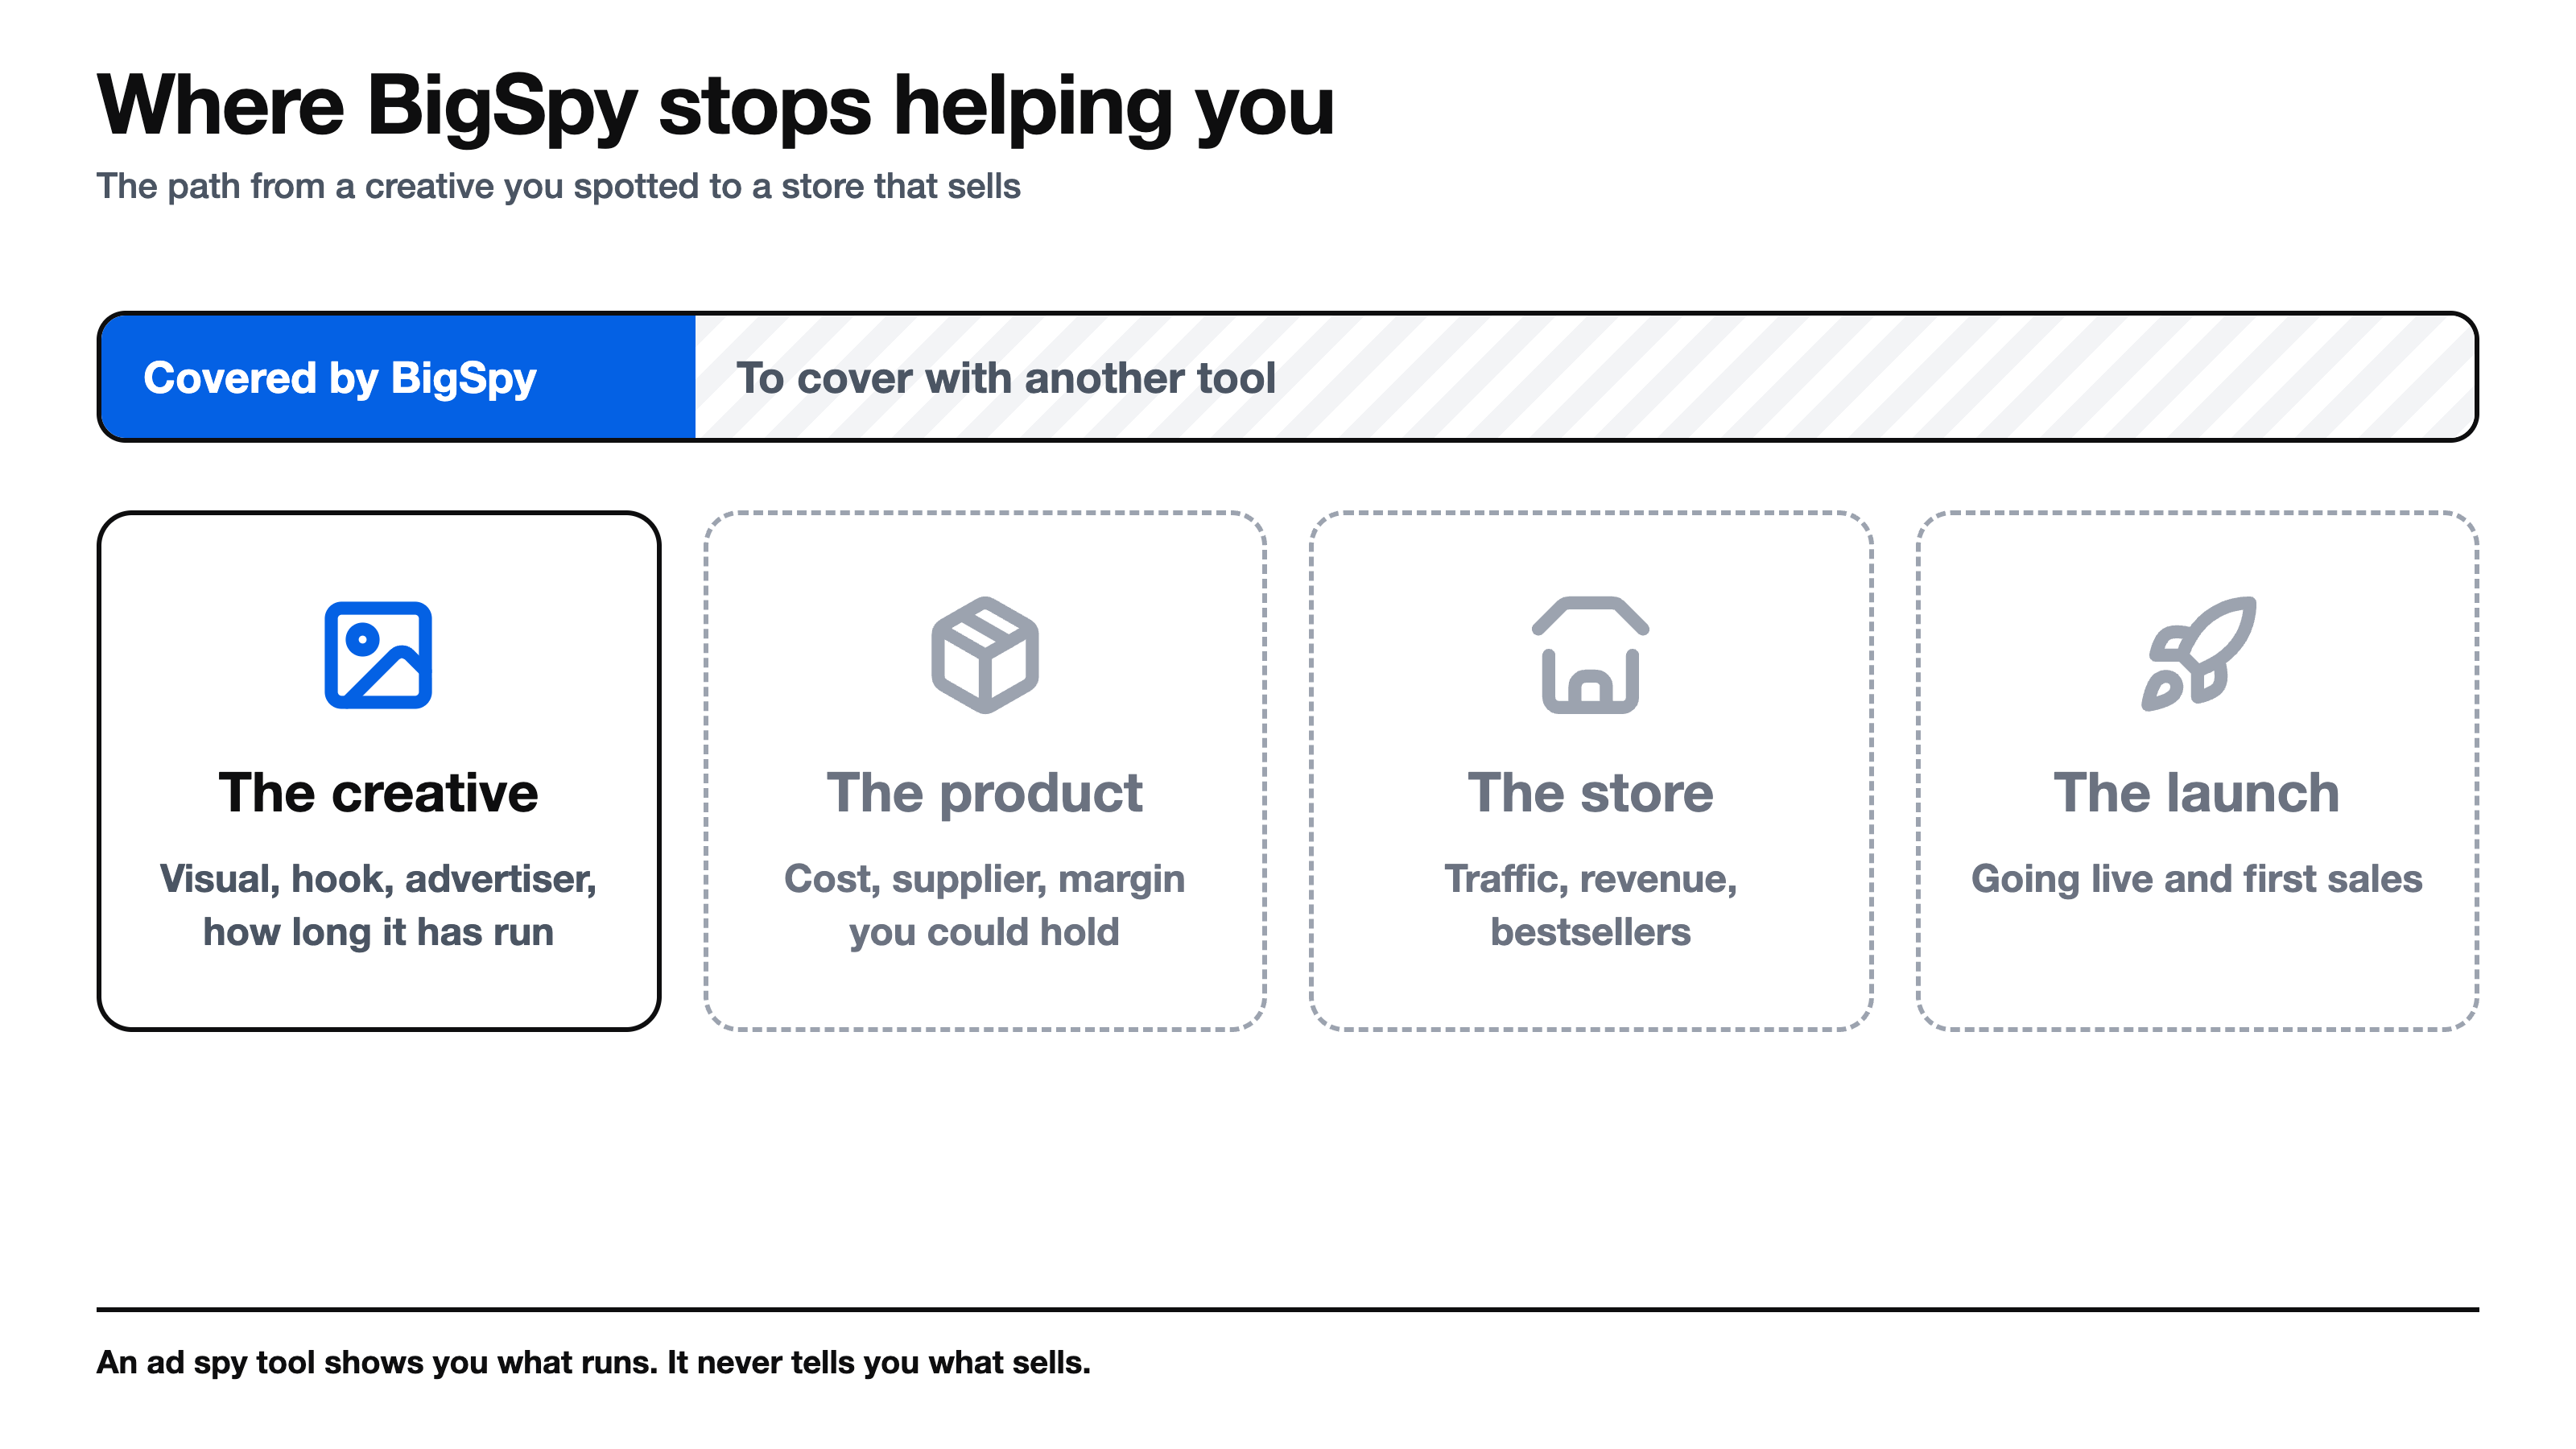 Where BigSpy stops helping you
The path from a creative you spotted to a store that sells
Covered by BigSpy
To cover with another tool
The creative
Visual, hook, advertiser,
how long it has run
The product
Cost, supplier, margin
you could hold
The store
Traffic, revenue,
bestsellers
The launch
Going live and first sales
An ad spy tool shows you what runs. It never tells you what sells.